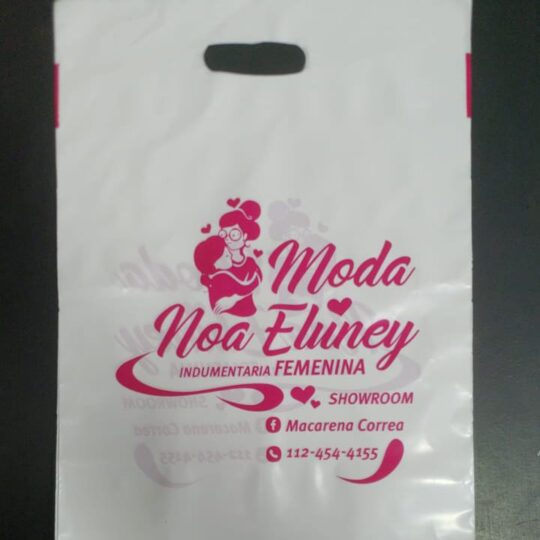 Moda
Noa Eluney
INDUMENTARIA FEMENINA
SHOWROOM
Macarena Correa
112-454-4155